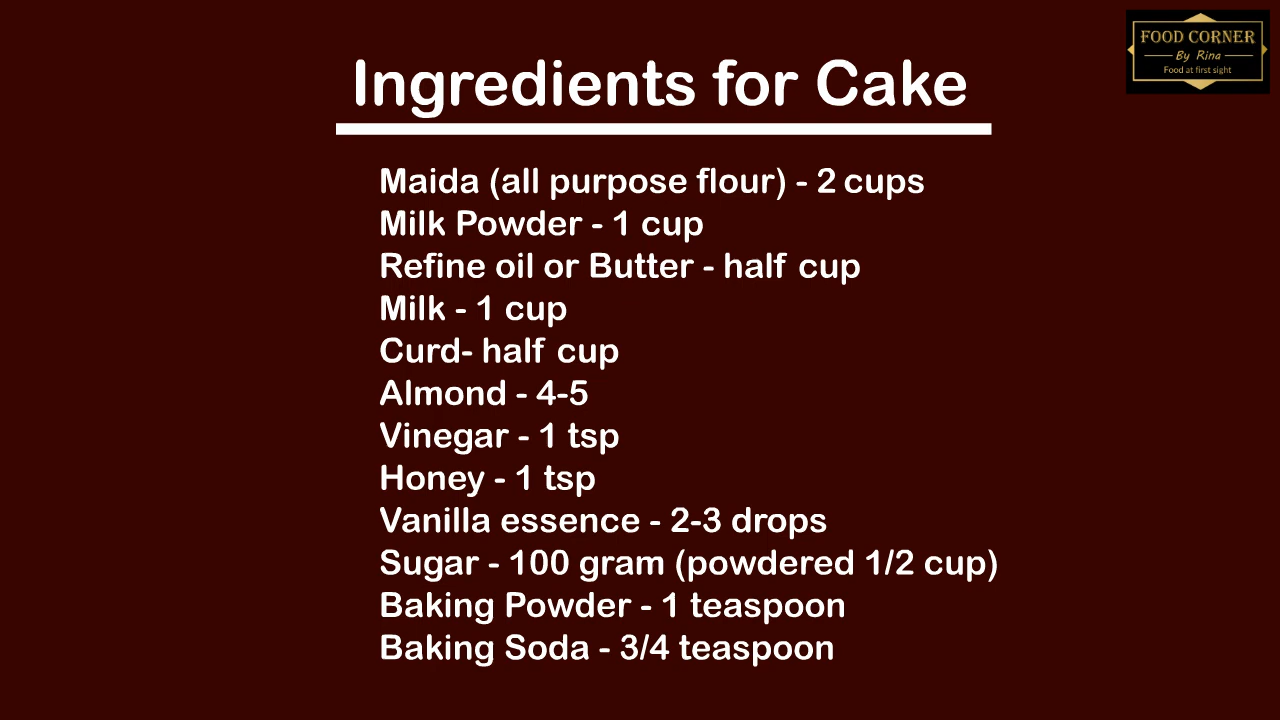 FOOD CORNER
By Rina
Food at first sight
Ingredients for Cake
Maida (all purpose flour) - 2 cups
Milk Powder - 1 cup
Refine oil or Butter - half cup
Milk - 1 cup
Curd- half cup
Almond - 4-5
Vinegar - 1 tsp
Honey - 1 tsp
Vanilla essence - 2-3 drops
Sugar - 100 gram (powdered 1/2 cup)
Baking Powder - 1 teaspoon
Baking Soda - 3/4 teaspoon